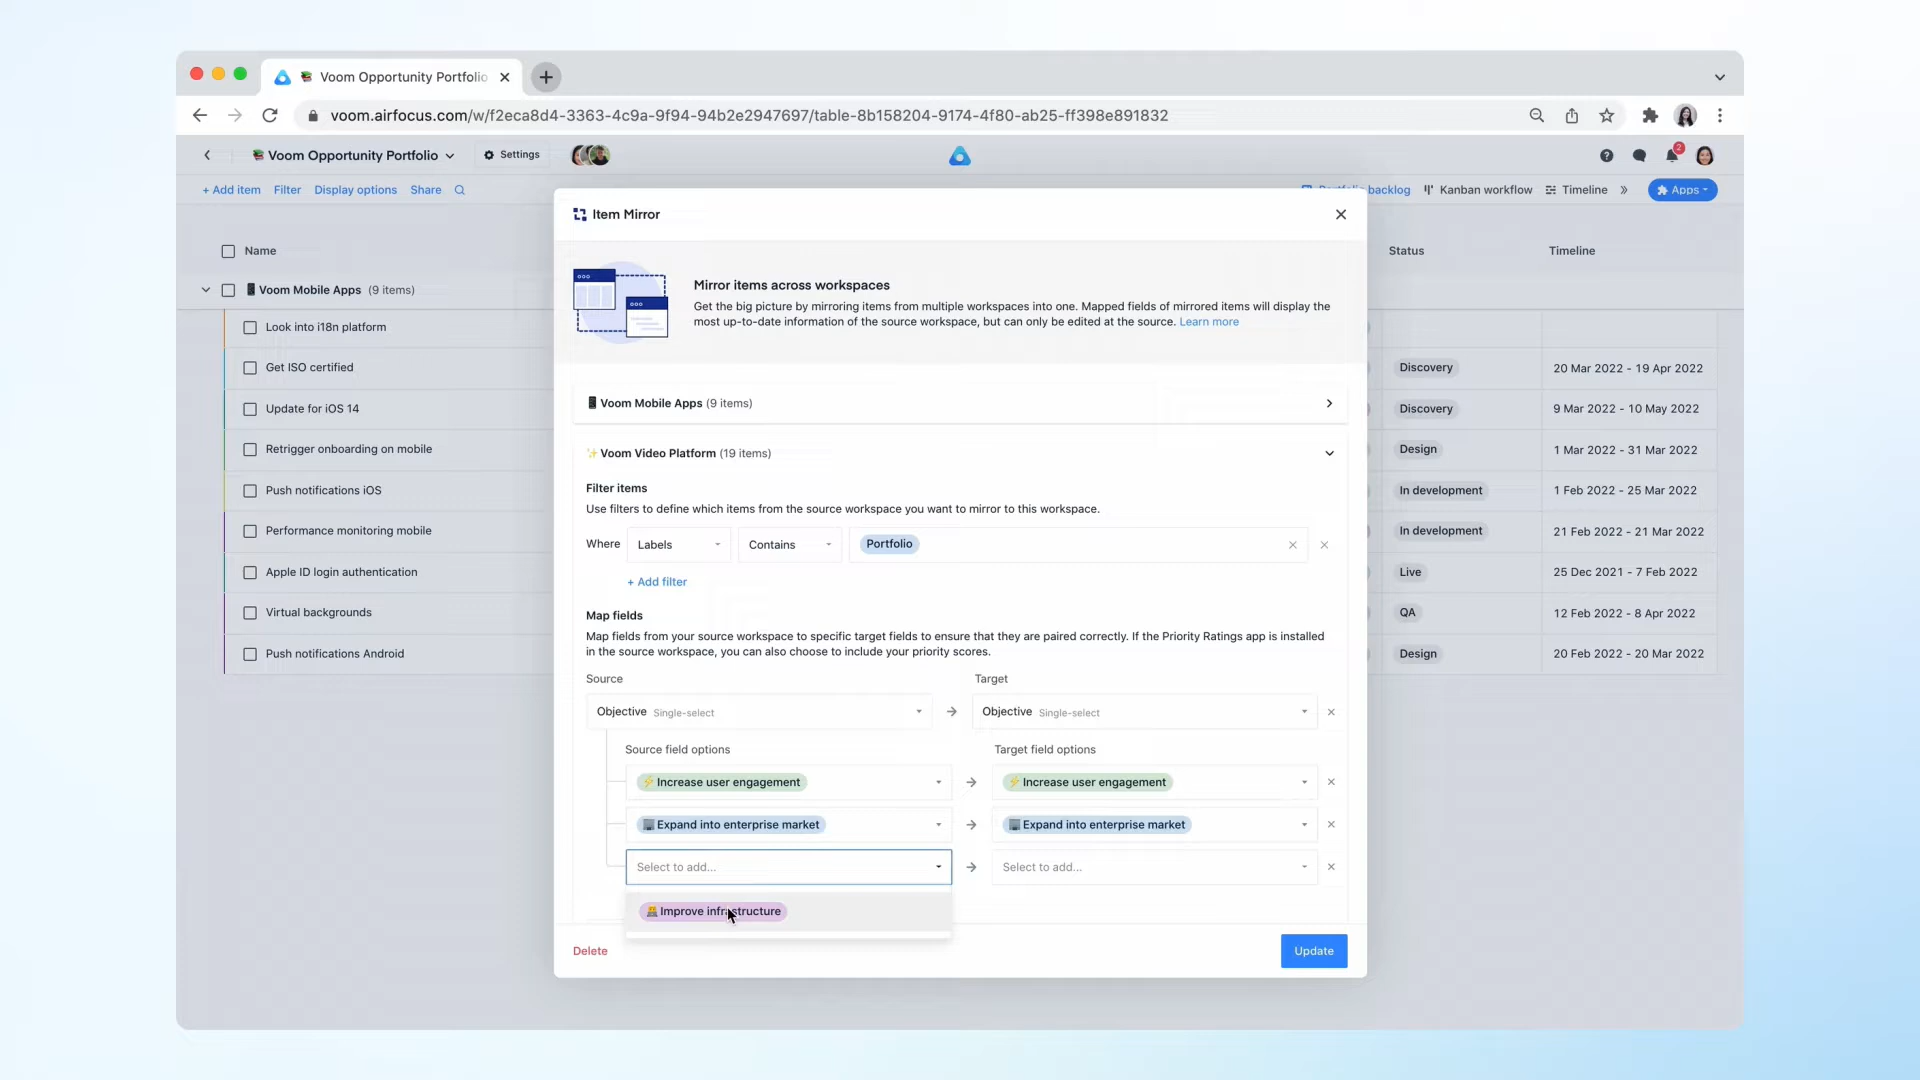 Voom Opportunity Portfolio
voom.airfocus.com/w/f2eca8d4-3363-4c9a-9f94-94b2e2947697/table-8b158204-9174-4f80-ab25-ff398e891832
Voom Opportunity Portfolio
Settings
2
+ Add item
Filter
Display options
Share
Portfolio backlog
Kanban workflow
Timeline
Apps
Name
Status
Timeline
Voom Mobile Apps (9 items)
Look into i18n platform
Get ISO certified
Discovery
20 Mar 2022 - 19 Apr 2022
Update for iOS 14
Discovery
9 Mar 2022 - 10 May 2022
Retrigger onboarding on mobile
Design
1 Mar 2022 - 31 Mar 2022
Push notifications iOS
In development
1 Feb 2022 - 25 Mar 2022
Performance monitoring mobile
In development
21 Feb 2022 - 21 Mar 2022
Apple ID login authentication
Live
25 Dec 2021 - 7 Feb 2022
Virtual backgrounds
QA
12 Feb 2022 - 8 Apr 2022
Push notifications Android
Design
20 Feb 2022 - 20 Mar 2022
Item Mirror
Mirror items across workspaces
Get the big picture by mirroring items from multiple workspaces into one. Mapped fields of mirrored items will display the
most up-to-date information of the source workspace, but can only be edited at the source. Learn more
Voom Mobile Apps (9 items)
Voom Video Platform (19 items)
Filter items
Use filters to define which items from the source workspace you want to mirror to this workspace.
Where
Labels
Contains
Portfolio
+ Add filter
Map fields
Map fields from your source workspace to specific target fields to ensure that they are paired correctly. If the Priority Ratings app is installed
in the source workspace, you can also choose to include your priority scores.
Source
Target
Objective Single-select
Objective Single-select
Source field options
Target field options
Increase user engagement
Increase user engagement
Expand into enterprise market
Expand into enterprise market
Select to add...
Select to add...
Improve infrastructure
Delete
Update